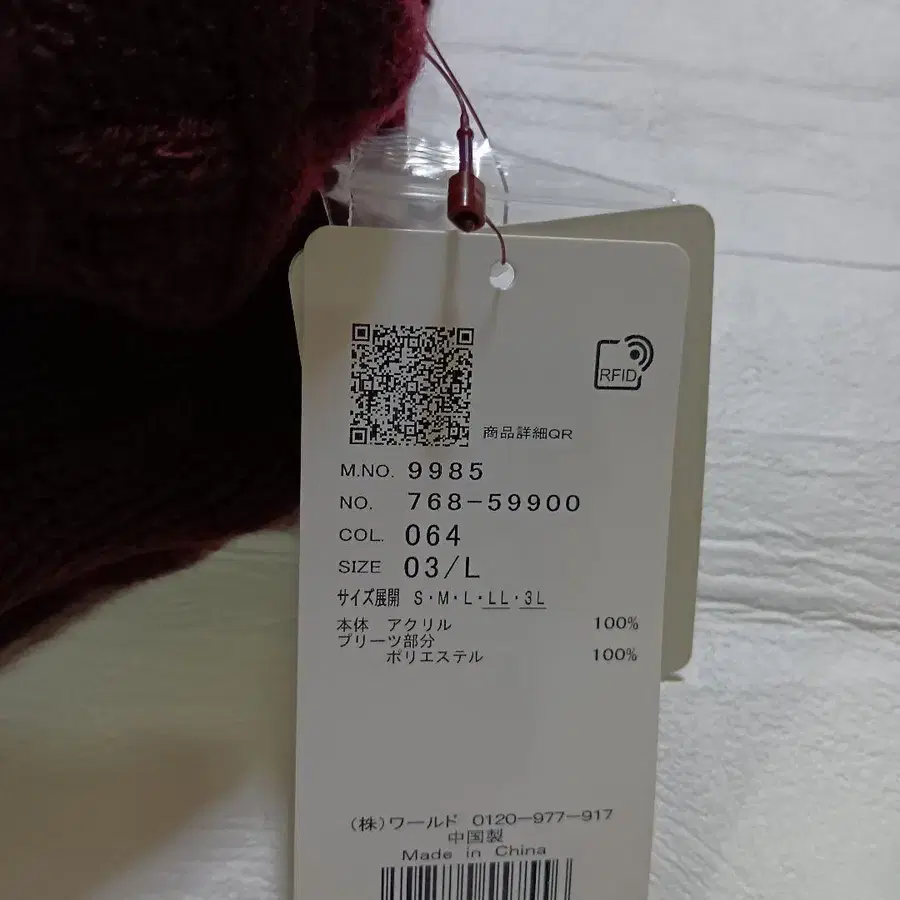 RFID
商品詳細QR
M.NO. 9985
NO. 768-59900
COL. 064
SIZE 03/L
サイズ展開 S・M・L・LL・3L
本体 アクリル 100%
プリーツ部分
ポリエステル 100%
(株)ワールド 0120-977-917
中国製
Made in China